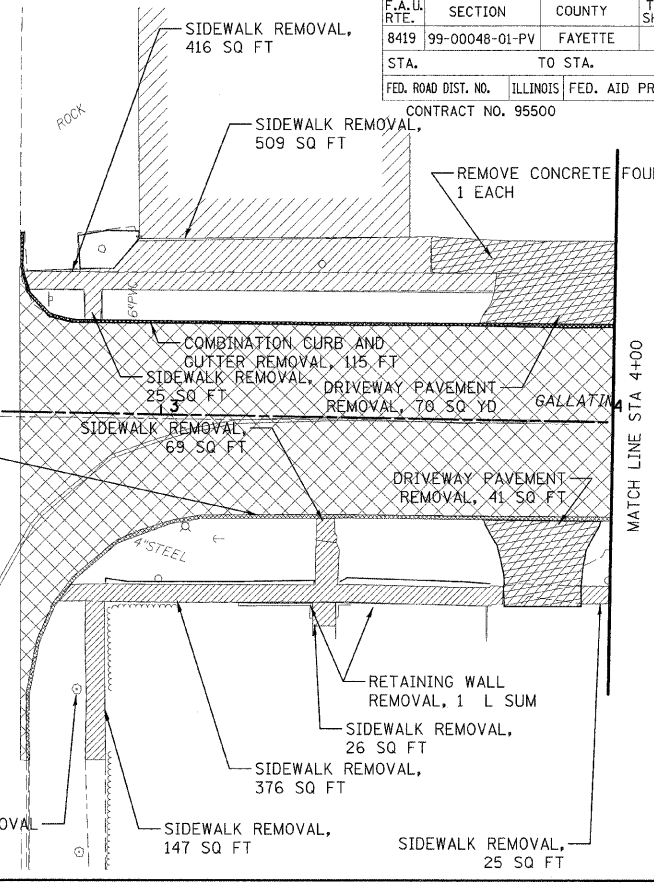 F.A.U. RTE. SECTION COUNTY
8419 99-00048-01-PV FAYETTE
STA. TO STA.
FED. ROAD DIST. NO. ILLINOIS FED. AID
CONTRACT NO. 95500
SIDEWALK REMOVAL,
416 SQ FT
ROCK
SIDEWALK REMOVAL,
509 SQ FT
REMOVE CONCRETE
1 EACH
6"PVC
COMBINATION CURB AND
GUTTER REMOVAL, 115 FT
SIDEWALK REMOVAL,
25 SQ FT
DRIVEWAY PAVEMENT
REMOVAL, 70 SQ YD
GALLATIN
3
4
SIDEWALK REMOVAL,
69 SQ FT
MATCH LINE STA 4+00
DRIVEWAY PAVEMENT
REMOVAL, 41 SQ FT
4"STEEL
RETAINING WALL
REMOVAL, 1 L SUM
SIDEWALK REMOVAL,
26 SQ FT
SIDEWALK REMOVAL,
376 SQ FT
OVAL
SIDEWALK REMOVAL,
147 SQ FT
SIDEWALK REMOVAL,
25 SQ FT